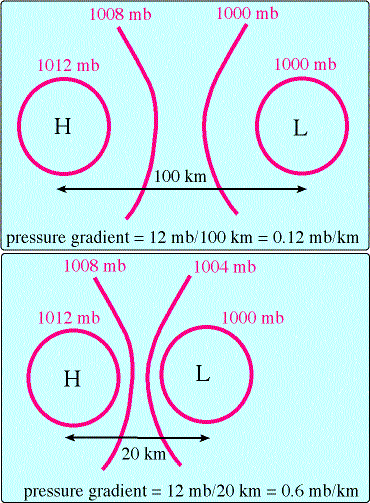 1008 mb 1000 mb
1012 mb 1000 mb
H L
100 km
pressure gradient = 12 mb/100 km = 0.12 mb/km
1008 mb 1004 mb
1012 mb 1000 mb
H L
20 km
pressure gradient = 12 mb/20 km = 0.6 mb/km